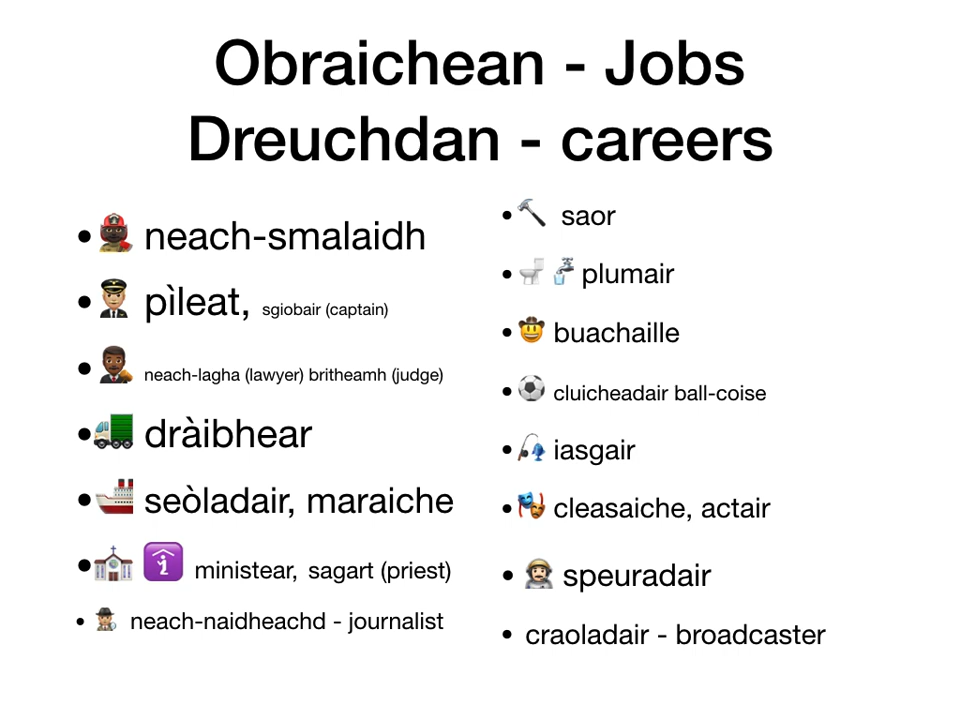 Obraichean - Jobs
Dreuchdan - careers
• neach-smalaidh
• pìleat, sgiobair (captain)
• neach-lagha (lawyer) britheamh (judge)
• dràibhear
• seòladair, maraiche
• ministear, sagart (priest)
• neach-naidheachd - journalist
• saor
• plumair
• buachaille
• cluicheadair ball-coise
• iasgair
• cleasaiche, actair
• speuradair
• craoladair - broadcaster